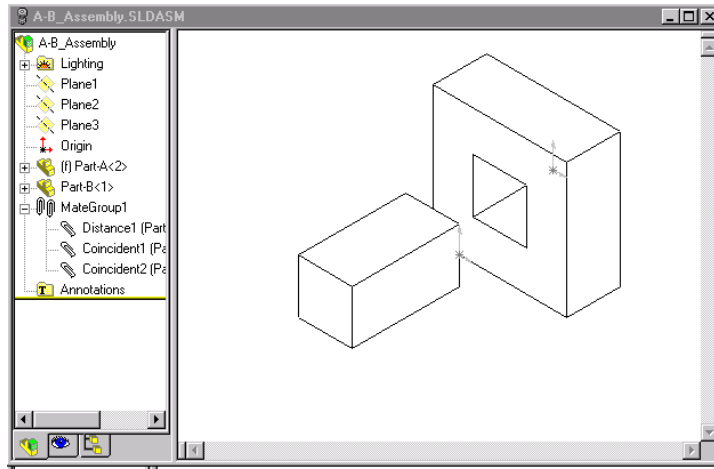 A-B_Assembly.SLDASM
A-B_Assembly
Lighting
Plane1
Plane2
Plane3
Origin
(f) Part-A<2>
Part-B<1>
MateGroup1
Distance1 (Part
Coincident1 (Pa
Coincident2 (Pa
Annotations